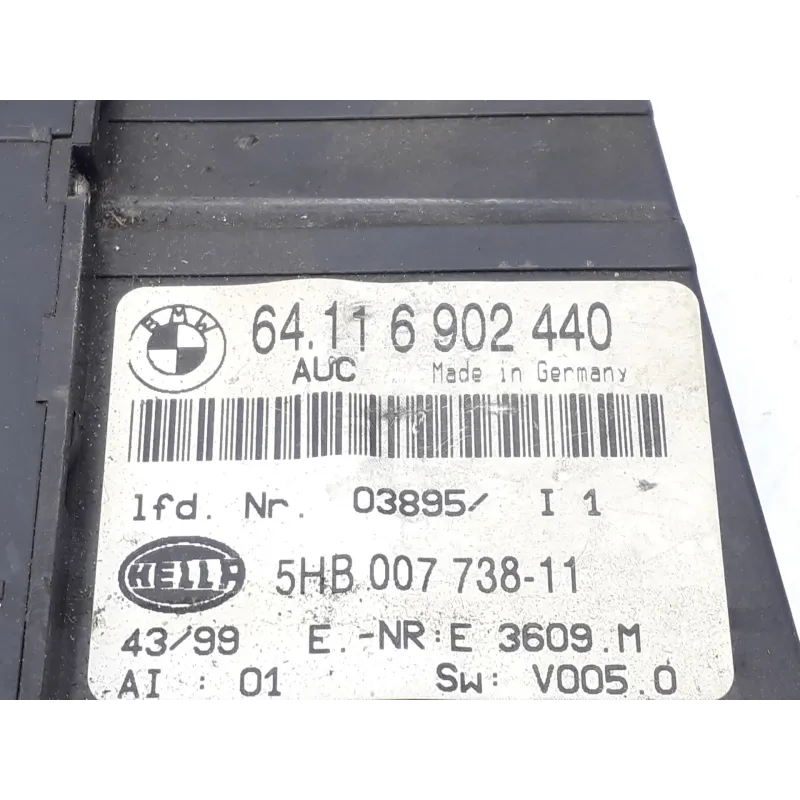 BMW
64.11 6 902 440
AUC Made in Germany
lfd. Nr. 03895/ I 1
HELLA 5HB 007 738-11
43/99 E.-NR:E 3609.M
AI : 01 SW: V005.0